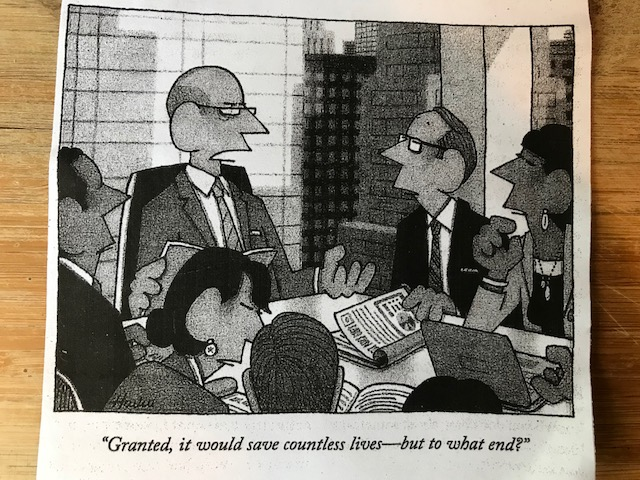 “Granted, it would save countless lives—but to what end?”